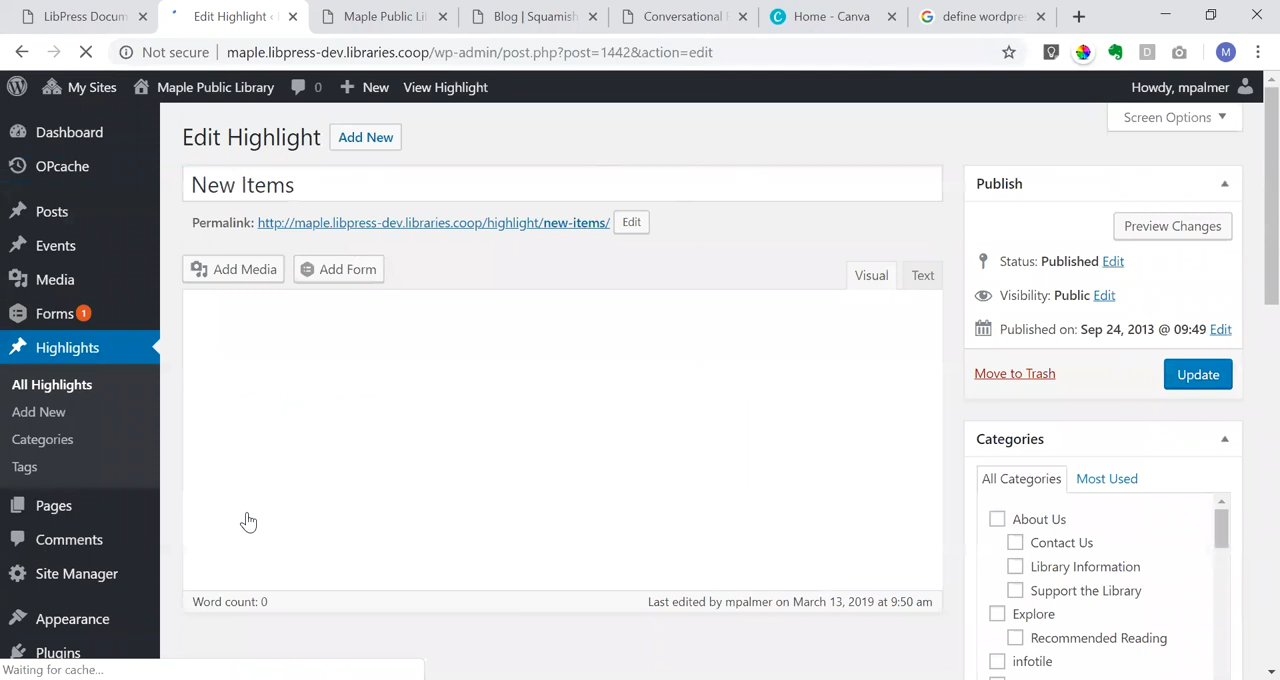 LibPress Docum
Edit Highlight ‹
Maple Public Li
Blog | Squamish
Conversational
Home - Canva
define wordpre
Not secure | maple.libpress-dev.libraries.coop/wp-admin/post.php?post=1442&action=edit
D
M
My Sites Maple Public Library 0 New View Highlight Howdy, mpalmer
Screen Options
Dashboard
OPcache
Posts
Events
Media
Forms 1
Highlights
All Highlights
Add New
Categories
Tags
Pages
Comments
Site Manager
Appearance
Plugins
Waiting for cache...
Edit Highlight Add New
New Items
Permalink: http://maple.libpress-dev.libraries.coop/highlight/new-items/ Edit
Add Media Add Form Visual Text
Word count: 0 Last edited by mpalmer on March 13, 2019 at 9:50 am
Publish
Preview Changes
Status: Published Edit
Visibility: Public Edit
Published on: Sep 24, 2013 @ 09:49 Edit
Move to Trash Update
Categories
All Categories Most Used
About Us
Contact Us
Library Information
Support the Library
Explore
Recommended Reading
infotile